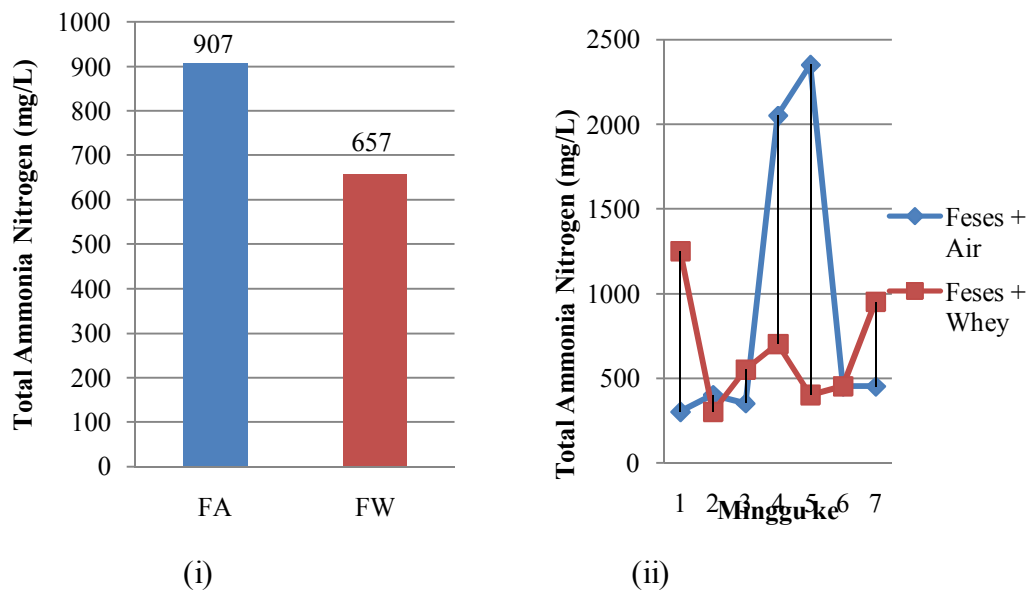 Total Ammonia Nitrogen (mg/L)
1000
900
800
700
600
500
400
300
200
100
0
907
657
FA
FW
(i)
Total Ammonia Nitrogen (mg/L)
2500
2000
1500
1000
500
0
1 2 3 4 5 6 7
Minggu ke
Feses +
Air
Feses +
Whey
(ii)